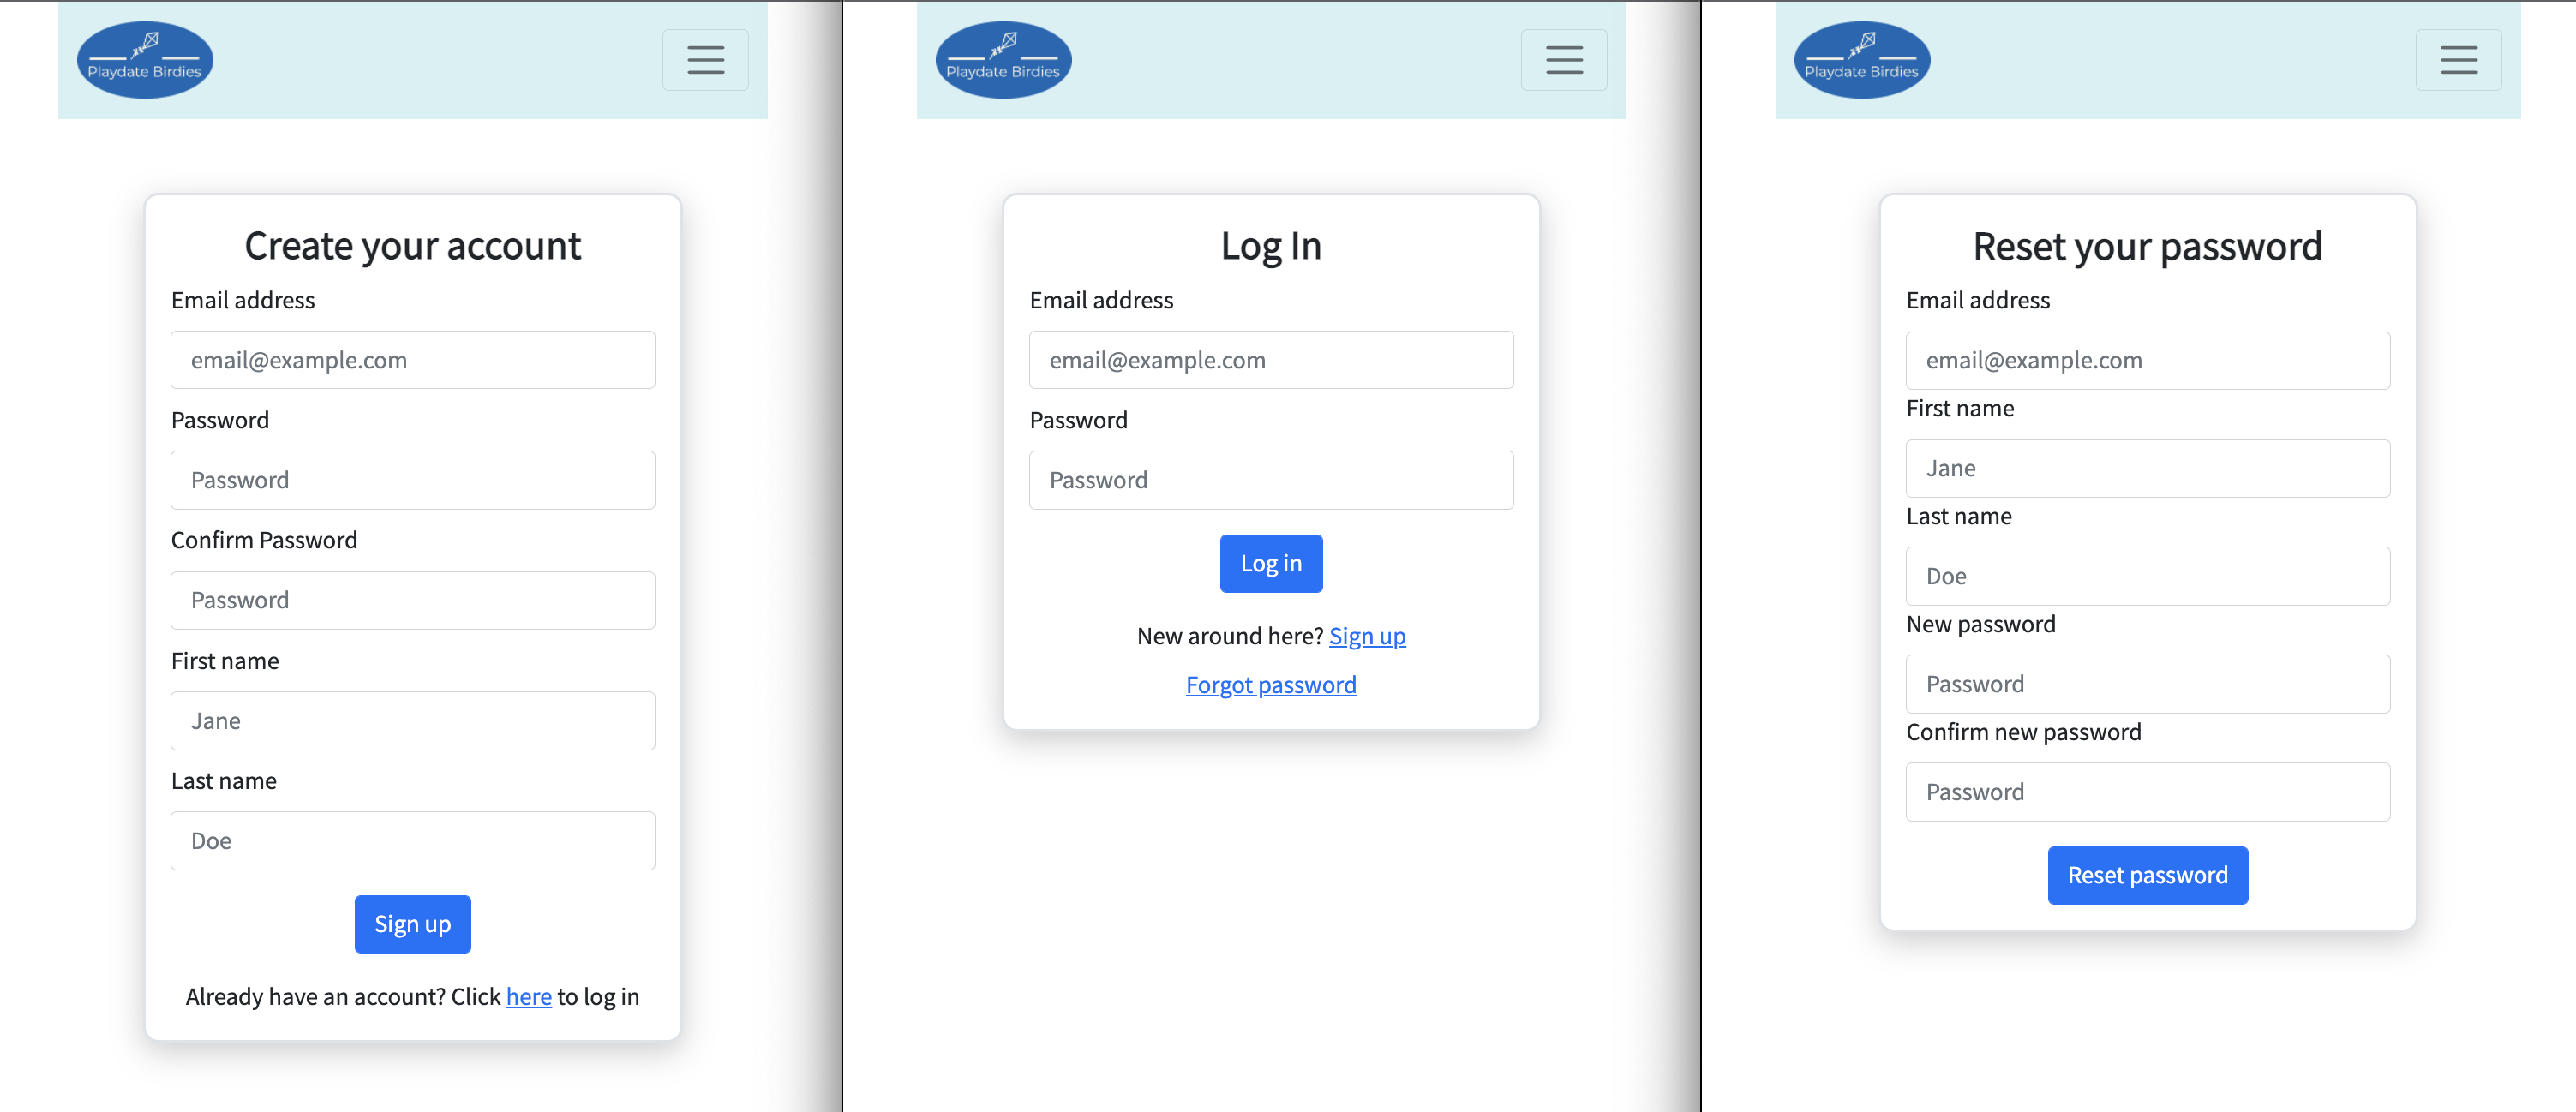 Playdate Birdies
Create your account
Email address
email@example.com
Password
Password
Confirm Password
Password
First name
Jane
Last name
Doe
Sign up
Already have an account? Click here to log in
Playdate Birdies
Log In
Email address
email@example.com
Password
Password
Log in
New around here? Sign up
Forgot password
Playdate Birdies
Reset your password
Email address
email@example.com
First name
Jane
Last name
Doe
New password
Password
Confirm new password
Password
Reset password